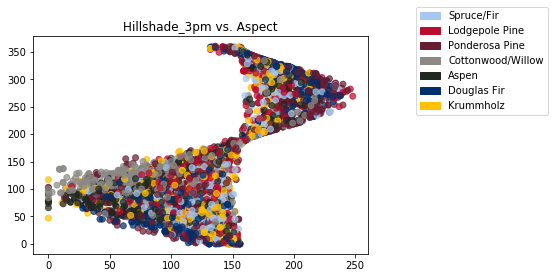 Hillshade_3pm vs. Aspect
Spruce/Fir
Lodgepole Pine
Ponderosa Pine
Cottonwood/Willow
Aspen
Douglas Fir
Krummholz
350
300
250
200
150
100
50
0
0 50 100 150 200 250